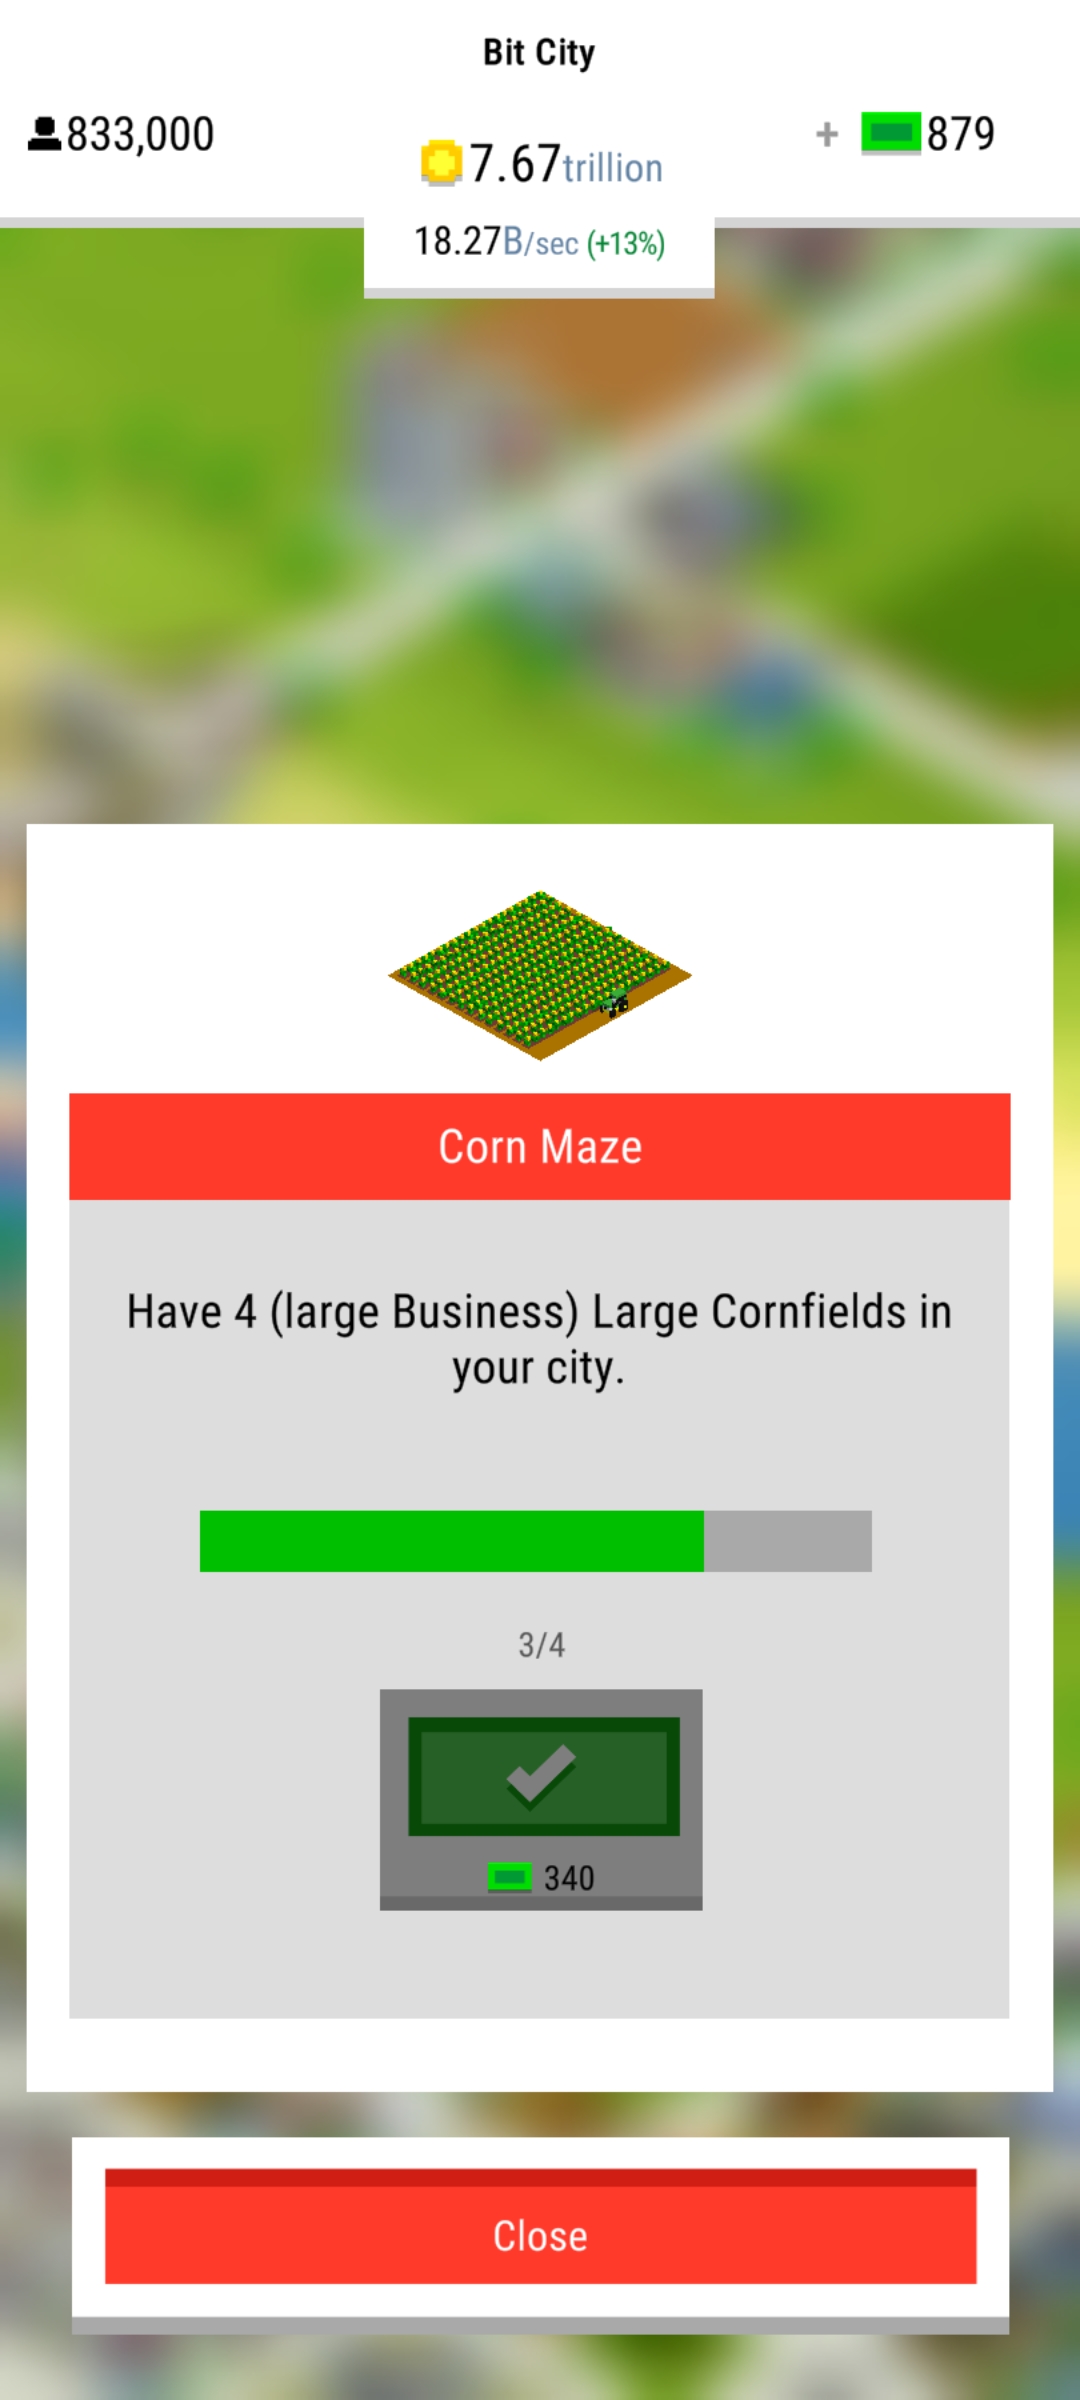 Bit City
833,000
7.67trillion
+ 879
18.27B/sec (+13%)
Corn Maze
Have 4 (large Business) Large Cornfields in
your city.
3/4
340
Close